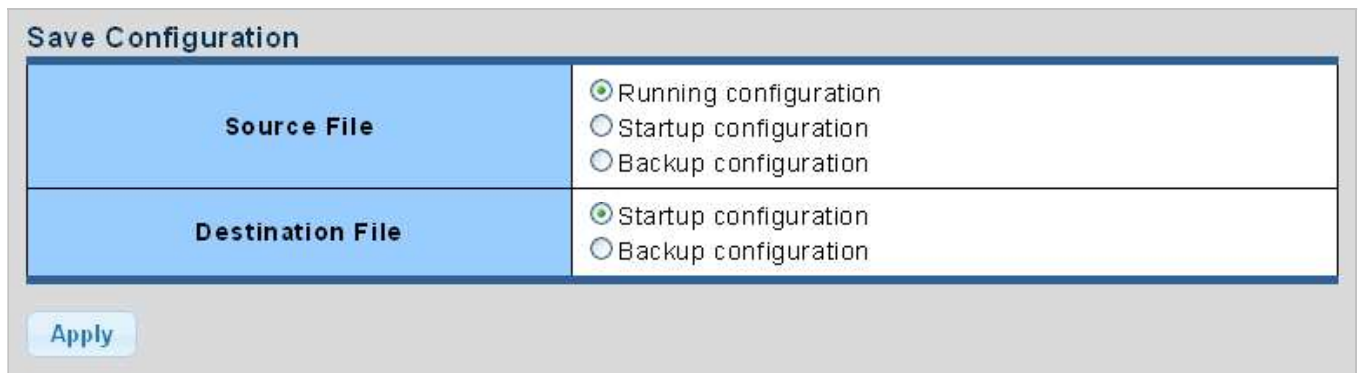 Save Configuration
Source File
Running configuration
Startup configuration
Backup configuration
Destination File
Startup configuration
Backup configuration
Apply